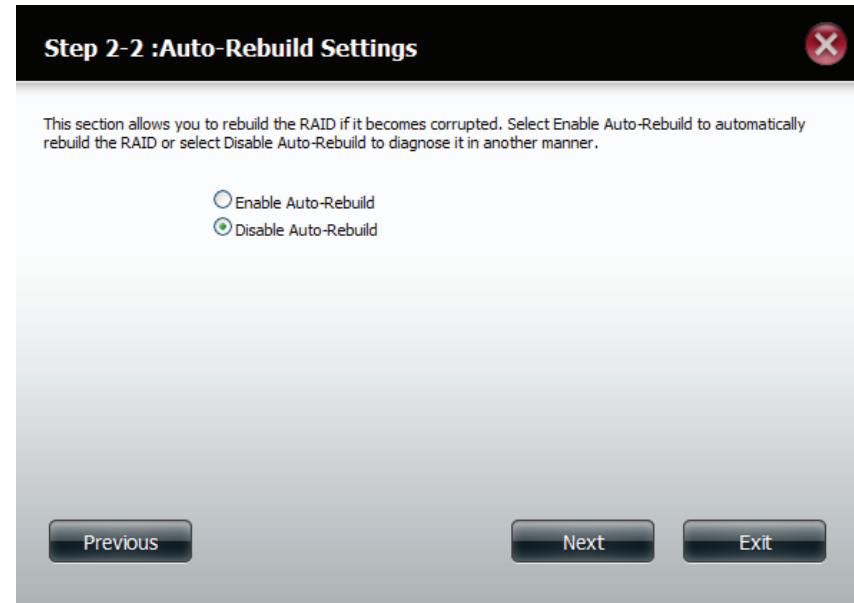 Step 2-2 :Auto-Rebuild Settings
This section allows you to rebuild the RAID if it becomes corrupted. Select Enable Auto-Rebuild to automatically
rebuild the RAID or select Disable Auto-Rebuild to diagnose it in another manner.
Enable Auto-Rebuild
Disable Auto-Rebuild
Previous
Next
Exit